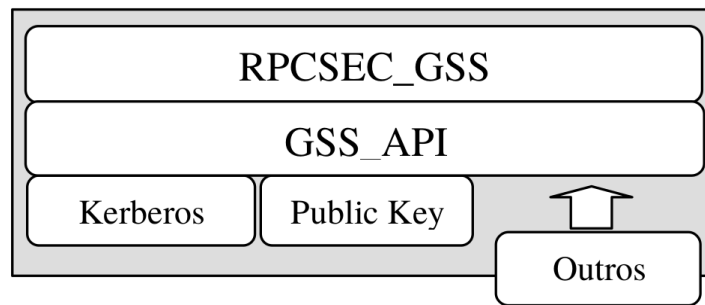 RPCSEC_GSS
GSS_API
Kerberos
Public Key
Outros